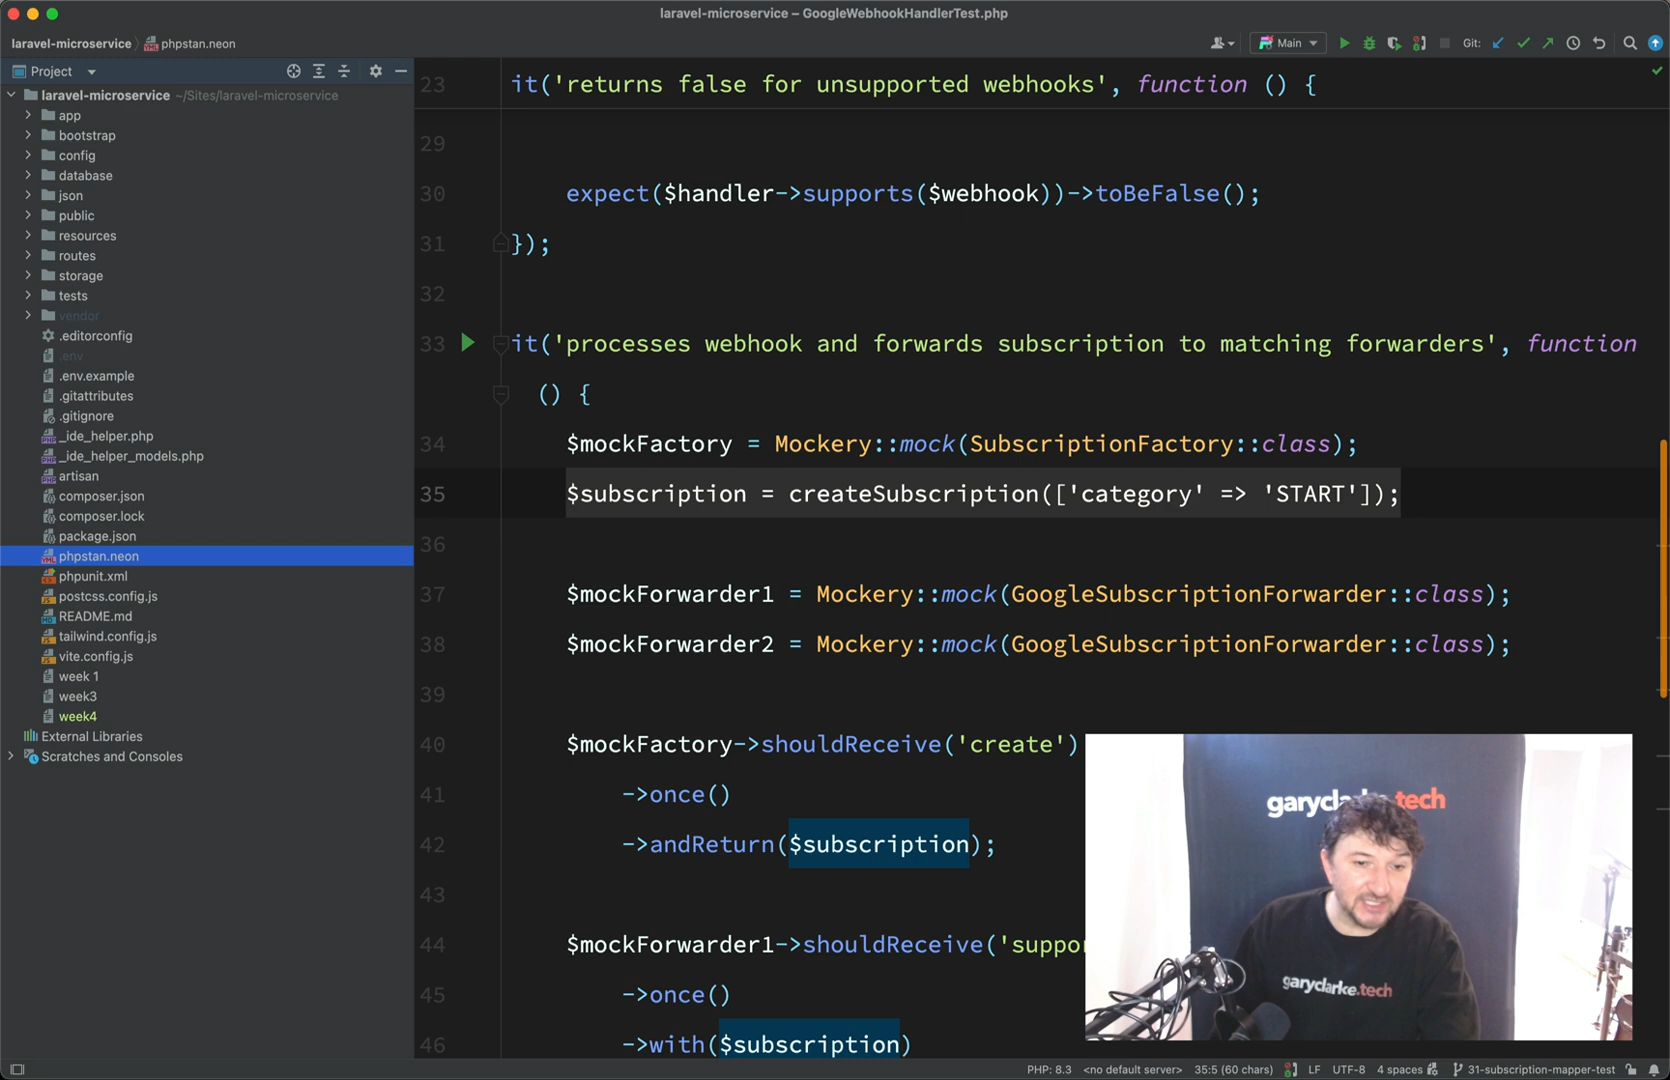 laravel-microservice – GoogleWebhookHandlerTest.php
laravel-microservice
phpstan.neon
Main
Git:
Project
laravel-microservice ~/Sites/laravel-microservice
app
bootstrap
config
database
json
public
resources
routes
storage
tests
vendor
.editorconfig
.env
.env.example
.gitattributes
.gitignore
_ide_helper.php
_ide_helper_models.php
artisan
composer.json
composer.lock
package.json
phpstan.neon
phpunit.xml
postcss.config.js
README.md
tailwind.config.js
vite.config.js
week 1
week3
week4
External Libraries
Scratches and Consoles
23 it('returns false for unsupported webhooks', function () {
29
30 expect($handler->supports($webhook))->toBeFalse();
31 });
32
33 it('processes webhook and forwards subscription to matching forwarders', function
() {
34 $mockFactory = Mockery::mock(SubscriptionFactory::class);
35 $subscription = createSubscription(['category' => 'START']);
36
37 $mockForwarder1 = Mockery::mock(GoogleSubscriptionForwarder::class);
38 $mockForwarder2 = Mockery::mock(GoogleSubscriptionForwarder::class);
39
40 $mockFactory->shouldReceive('create')
41 ->once()
42 ->andReturn($subscription);
43
44 $mockForwarder1->shouldReceive('suppor
45 ->once()
46 ->with($subscription)
garyclarke.tech
garyclarke.tech
PHP: 8.3 <no default server> 35:5 (60 chars) LF UTF-8 4 spaces 31-subscription-mapper-test